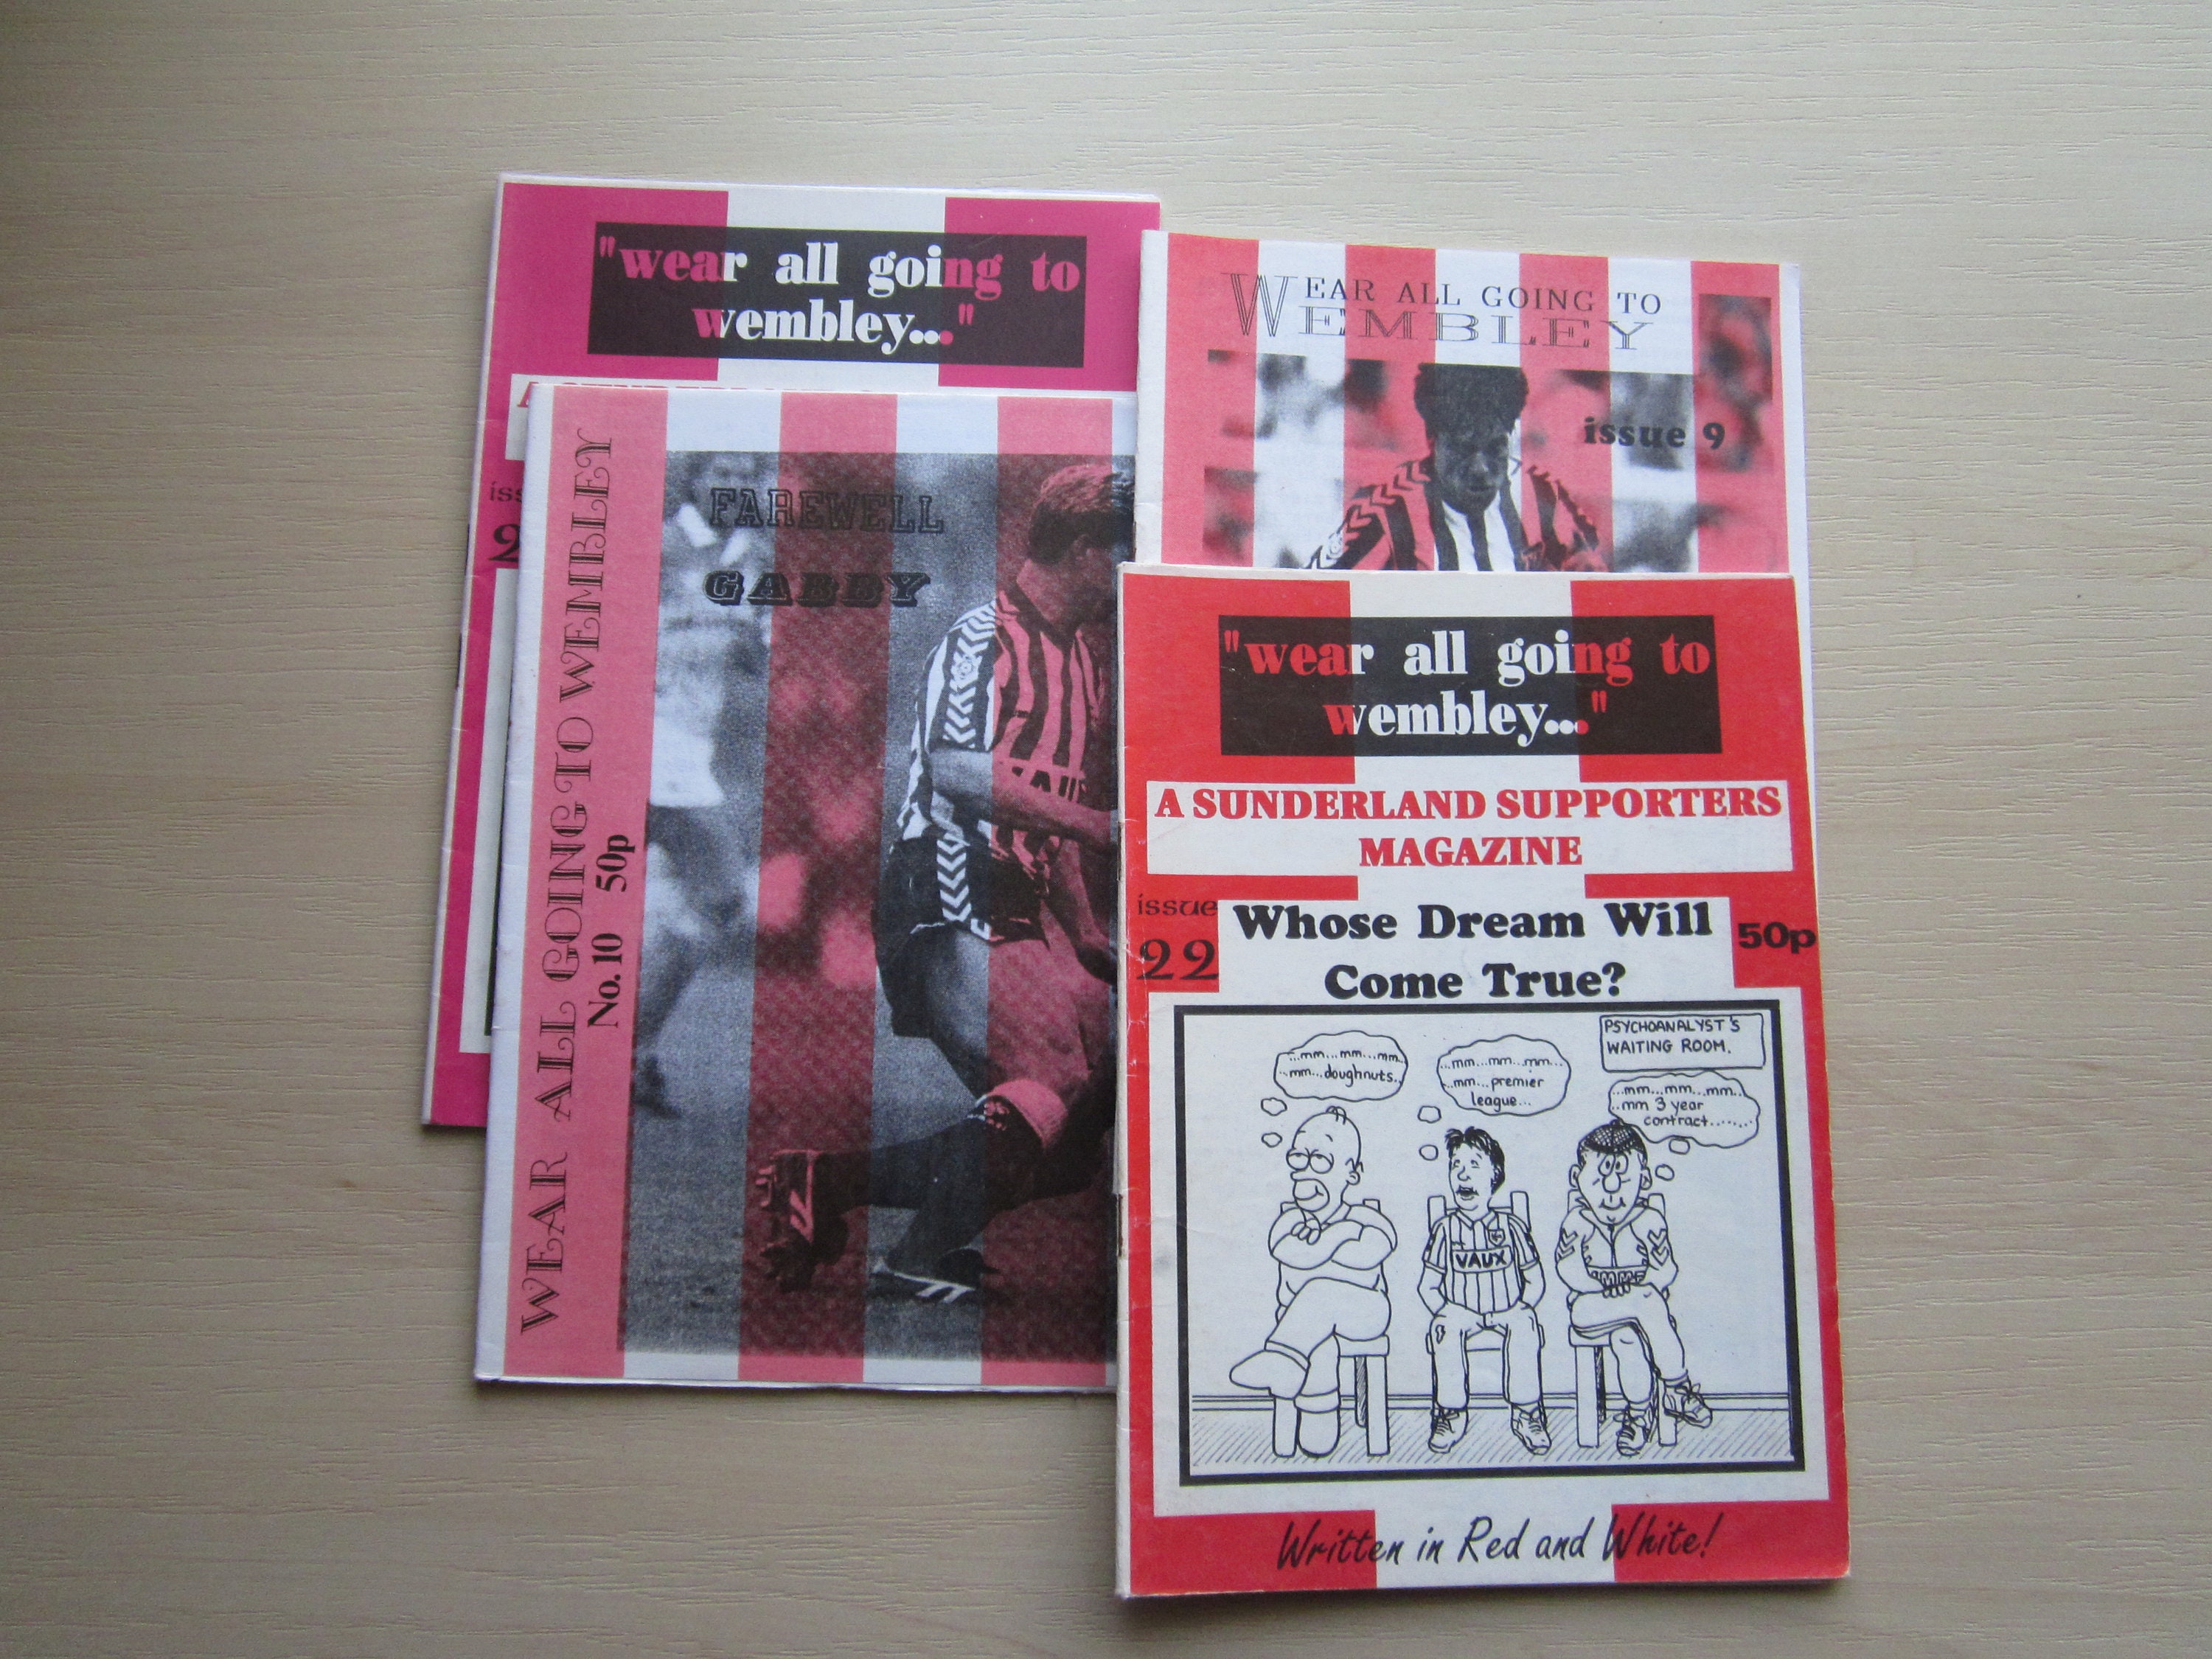 "wear all going to
wembley..."
WEAR ALL GOING TO
WEMBLEY
issue 9
WEAR ALL GOING TO WEMBLEY
No. 10 50p
FAREWELL
GABBY
"wear all going to
wembley..."
A SUNDERLAND SUPPORTERS
MAGAZINE
issue
22
Whose Dream Will
Come True?
50p
PSYCHOANALYST'S
WAITING ROOM.
...mm...mm...mm.
mm...doughnuts..
mm...mm...mm...
mm...premier
league...
...mm...mm...mm..
..mm 3 year
contract......
VAUX
Written in Red and White!